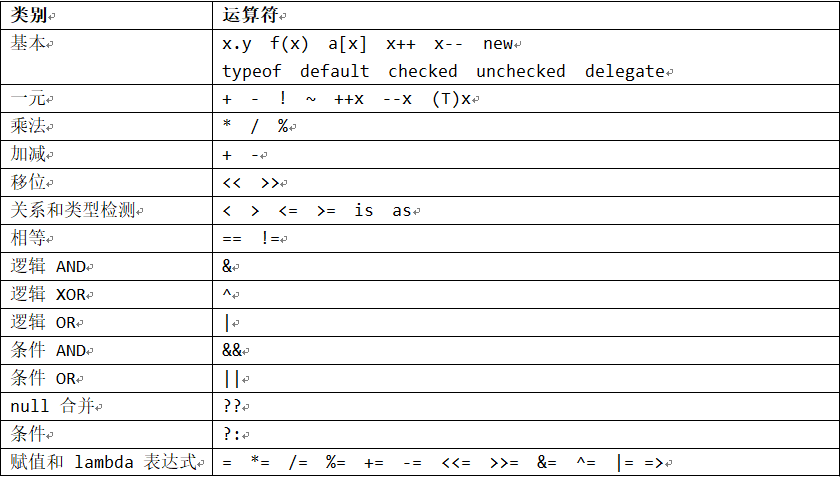 类别 运算符
基本 x.y f(x) a[x] x++ x-- new
typeof default checked unchecked delegate
一元 + - ! ~ ++x --x (T)x
乘法 * / %
加减 + -
移位 << >>
关系和类型检测 < > <= >= is as
相等 == !=
逻辑 AND &
逻辑 XOR ^
逻辑 OR |
条件 AND &&
条件 OR ||
null 合并 ??
条件 ?:
赋值和 lambda 表达式 = *= /= %= += -= <<= >>= &= ^= |= =>